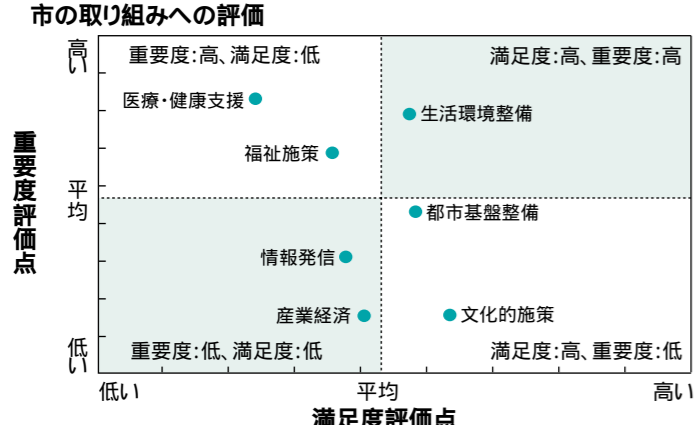 市の取り組みへの評価
高い
重要度:高、満足度:低
満足度:高、重要度:高
医療・健康支援
生活環境整備
福祉施策
重要度評価点
平均
都市基盤整備
情報発信
産業経済
文化的施策
低い
重要度:低、満足度:低
満足度:高、重要度:低
低い
平均
高い
満足度評価点